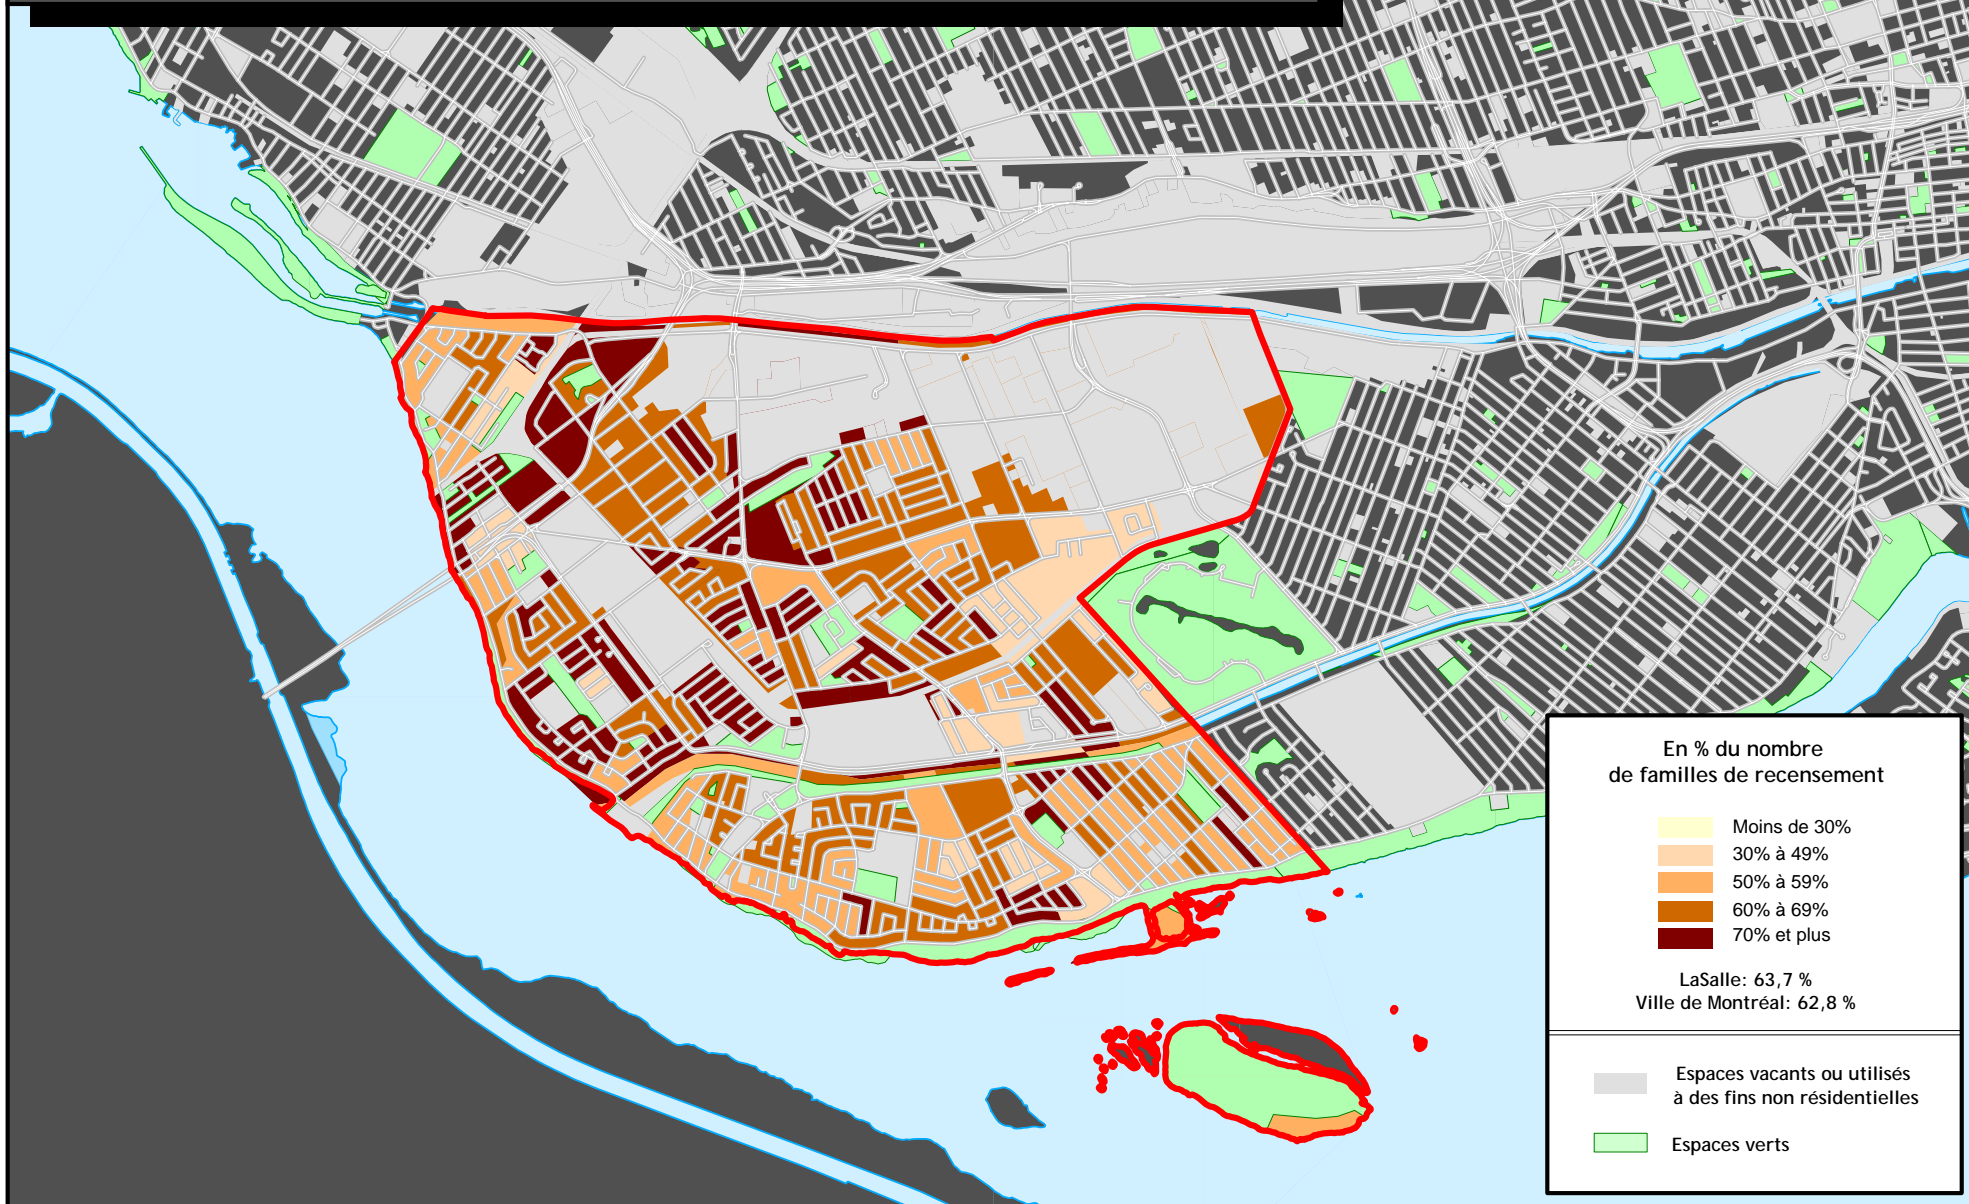 En % du nombre
de familles de recensement
Moins de 30%
30% à 49%
50% à 59%
60% à 69%
70% et plus
LaSalle: 63,7 %
Ville de Montréal: 62,8 %
Espaces vacants ou utilisés
à des fins non résidentielles
Espaces verts